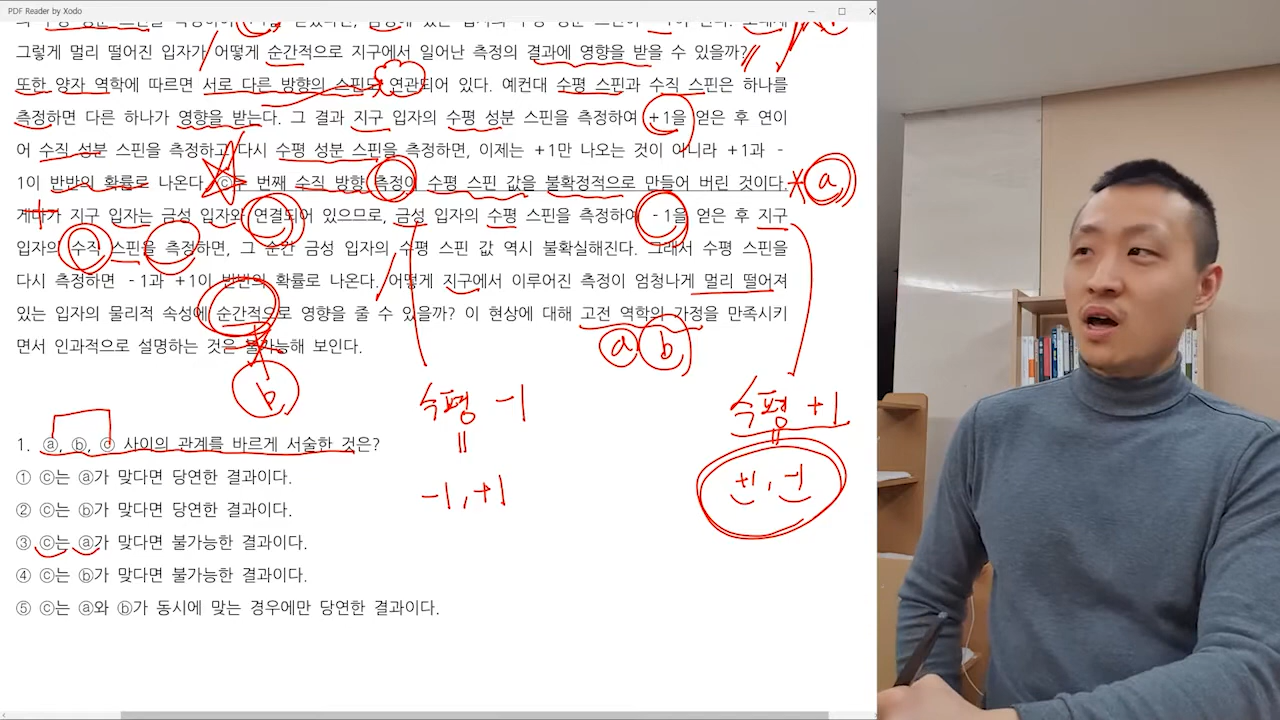 PDF Reader by Xodo
그렇게 멀리 떨어진 입자가 어떻게 순간적으로 지구에서 일어난 측정의 결과에 영향을 받을 수 있을까?
또한 양자 역학에 따르면 서로 다른 방향의 스핀도 연관되어 있다. 예컨대 수평 스핀과 수직 스핀은 하나를
측정하면 다른 하나가 영향을 받는다. 그 결과 지구 입자의 수평 성분 스핀을 측정하여 +1을 얻은 후 연이
어 수직 성분 스핀을 측정하고 다시 수평 성분 스핀을 측정하면, 이제는 +1만 나오는 것이 아니라 +1과 -
1이 반반의 확률로 나온다. ⓒ두 번째 수직 방향 측정이 수평 스핀 값을 불확정적으로 만들어 버린 것이다.
ⓐ
게다가 지구 입자는 금성 입자와 연결되어 있으므로, 금성 입자의 수평 스핀을 측정하여 -1을 얻은 후 지구
입자의 수직 스핀을 측정하면, 그 순간 금성 입자의 수평 스핀 값 역시 불확실해진다. 그래서 수평 스핀을
다시 측정하면 -1과 +1이 반반의 확률로 나온다. 어떻게 지구에서 이루어진 측정이 엄청나게 멀리 떨어져
있는 입자의 물리적 속성에 순간적으로 영향을 줄 수 있을까? 이 현상에 대해 고전 역학의 가정을 만족시키
면서 인과적으로 설명하는 것은 불가능해 보인다.
ⓐ ⓑ
ⓑ
수평 -1
수평 +1
-1, +1
+1, -1
1. ⓐ, ⓑ, ⓒ 사이의 관계를 바르게 서술한 것은?
① ⓒ는 ⓐ가 맞다면 당연한 결과이다.
② ⓒ는 ⓑ가 맞다면 당연한 결과이다.
③ ⓒ는 ⓐ가 맞다면 불가능한 결과이다.
④ ⓒ는 ⓑ가 맞다면 불가능한 결과이다.
⑤ ⓒ는 ⓐ와 ⓑ가 동시에 맞는 경우에만 당연한 결과이다.